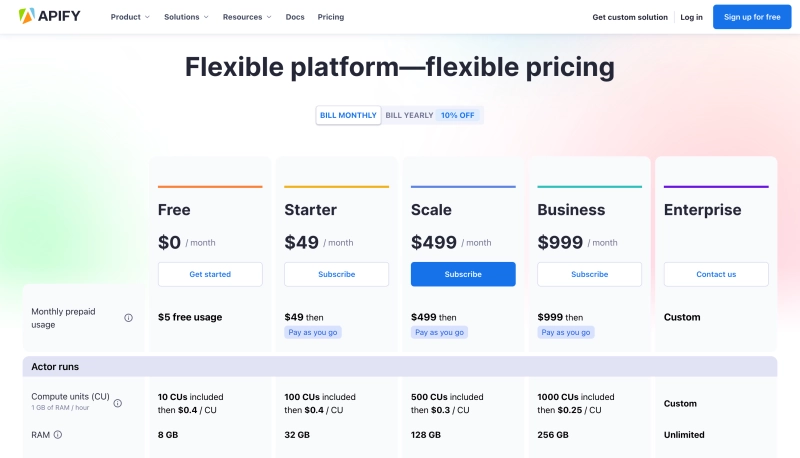 APIFY
Product
Solutions
Resources
Docs
Pricing
Get custom solution
Log in
Sign up for free
Flexible platform—flexible pricing
BILL MONTHLY
BILL YEARLY 10% OFF
Free
Starter
Scale
Business
Enterprise
$0 / month
$49 / month
$499 / month
$999 / month
Get started
Subscribe
Subscribe
Subscribe
Contact us
Monthly prepaid
usage
$5 free usage
$49 then
Pay as you go
$499 then
Pay as you go
$999 then
Pay as you go
Custom
Actor runs
Compute units (CU)
1 GB of RAM / hour
10 CUs included
then $0.4 / CU
100 CUs included
then $0.4 / CU
500 CUs included
then $0.3 / CU
1000 CUs included
then $0.25 / CU
Custom
RAM
8 GB
32 GB
128 GB
256 GB
Unlimited